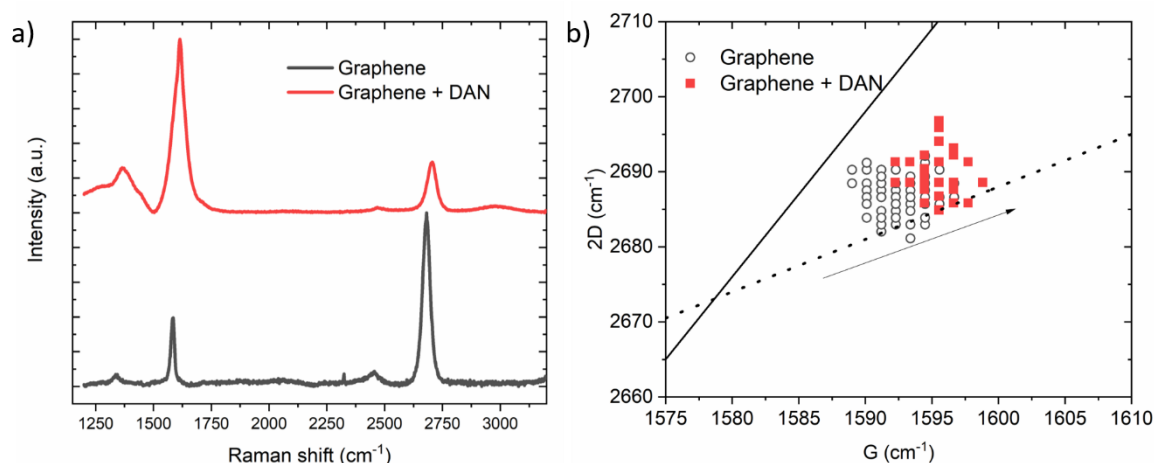 a)
Intensity (a.u.)
Graphene
Graphene + DAN
1250 1500 1750 2000 2250 2500 2750 3000
Raman shift (cm⁻¹)
b)
2D (cm⁻¹)
2710
2700
2690
2680
2670
2660
Graphene
Graphene + DAN
1575 1580 1585 1590 1595 1600 1605 1610
G (cm⁻¹)